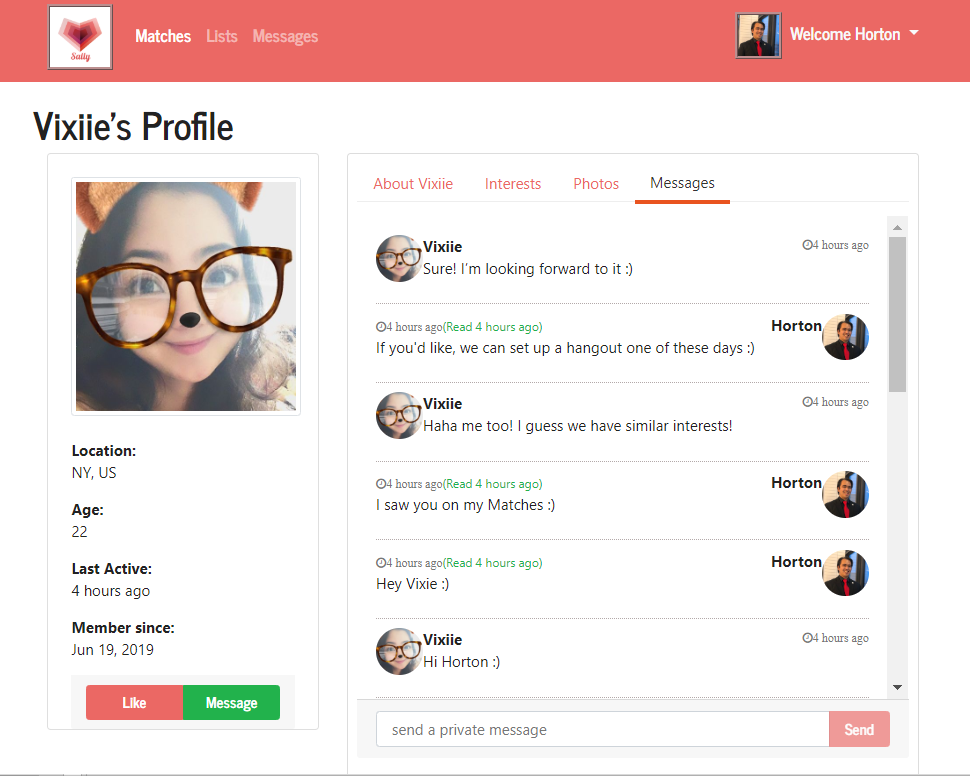 Sally
Matches Lists Messages
Welcome Horton
Vixiie's Profile
Location:
NY, US
Age:
22
Last Active:
4 hours ago
Member since:
Jun 19, 2019
Like Message
About Vixiie Interests Photos Messages
Vixiie 4 hours ago
Sure! I'm looking forward to it :)
4 hours ago(Read 4 hours ago) Horton
If you'd like, we can set up a hangout one of these days :)
Vixiie 4 hours ago
Haha me too! I guess we have similar interests!
4 hours ago(Read 4 hours ago) Horton
I saw you on my Matches :)
4 hours ago(Read 4 hours ago) Horton
Hey Vixie :)
Vixiie 4 hours ago
Hi Horton :)
send a private message Send